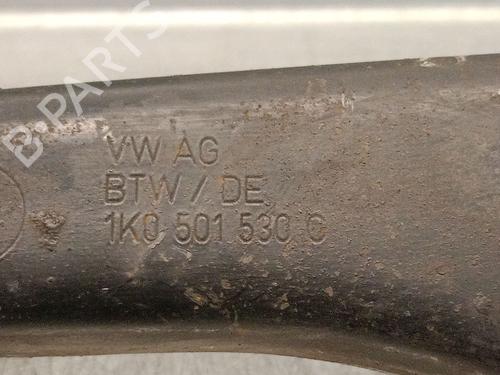 B-PARTS
VW AG
BTW / DE
1K0 501 530 C